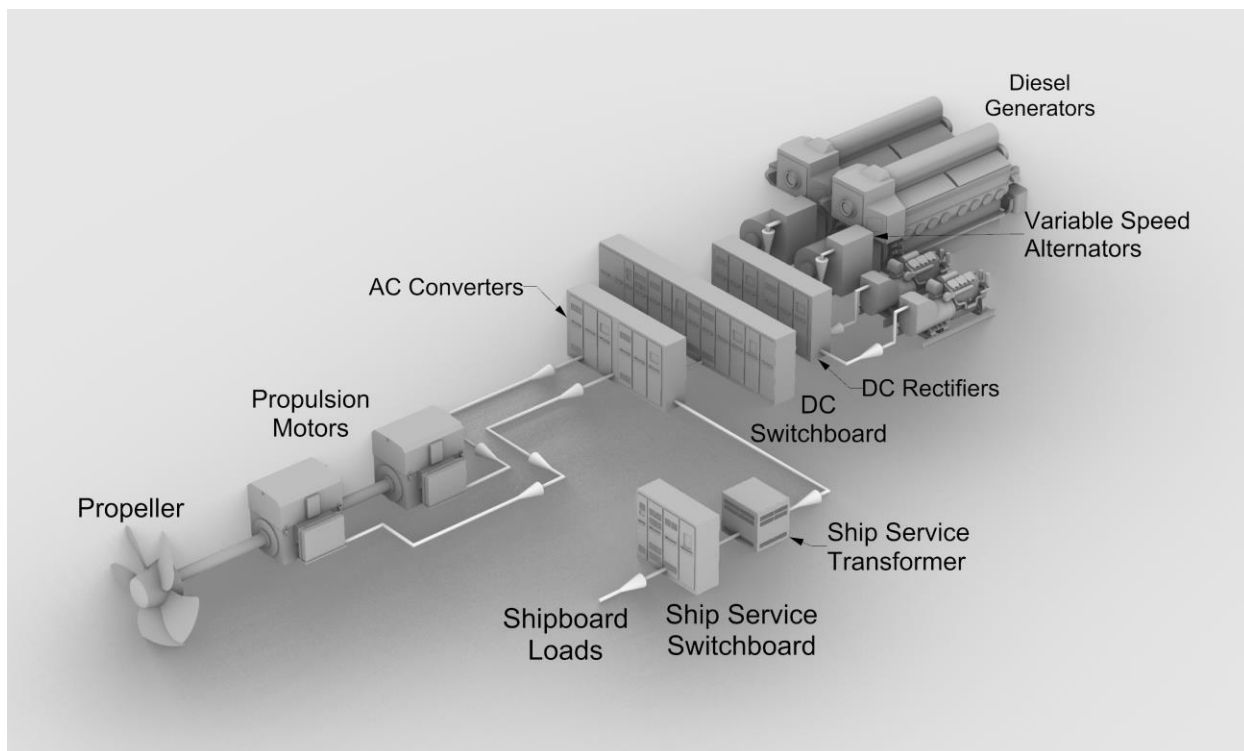 Diesel
Generators
Variable Speed
Alternators
AC Converters
DC Rectifiers
DC
Switchboard
Propulsion
Motors
Propeller
Ship Service
Transformer
Shipboard
Loads
Ship Service
Switchboard